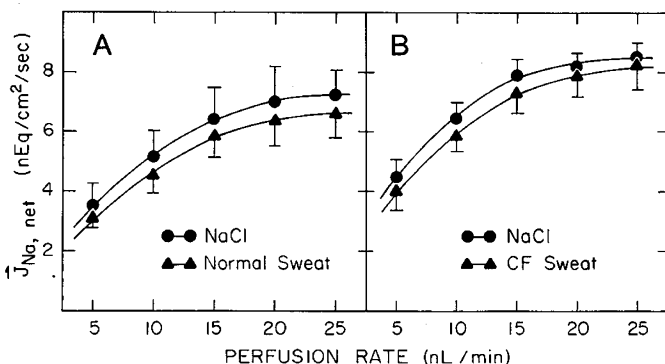 A
B
8
6
4
2
J̄Na, net (nEq/cm²/sec)
● NaCl
▲ Normal Sweat
● NaCl
▲ CF Sweat
5 10 15 20 25
5 10 15 20 25
PERFUSION RATE (nL/min)